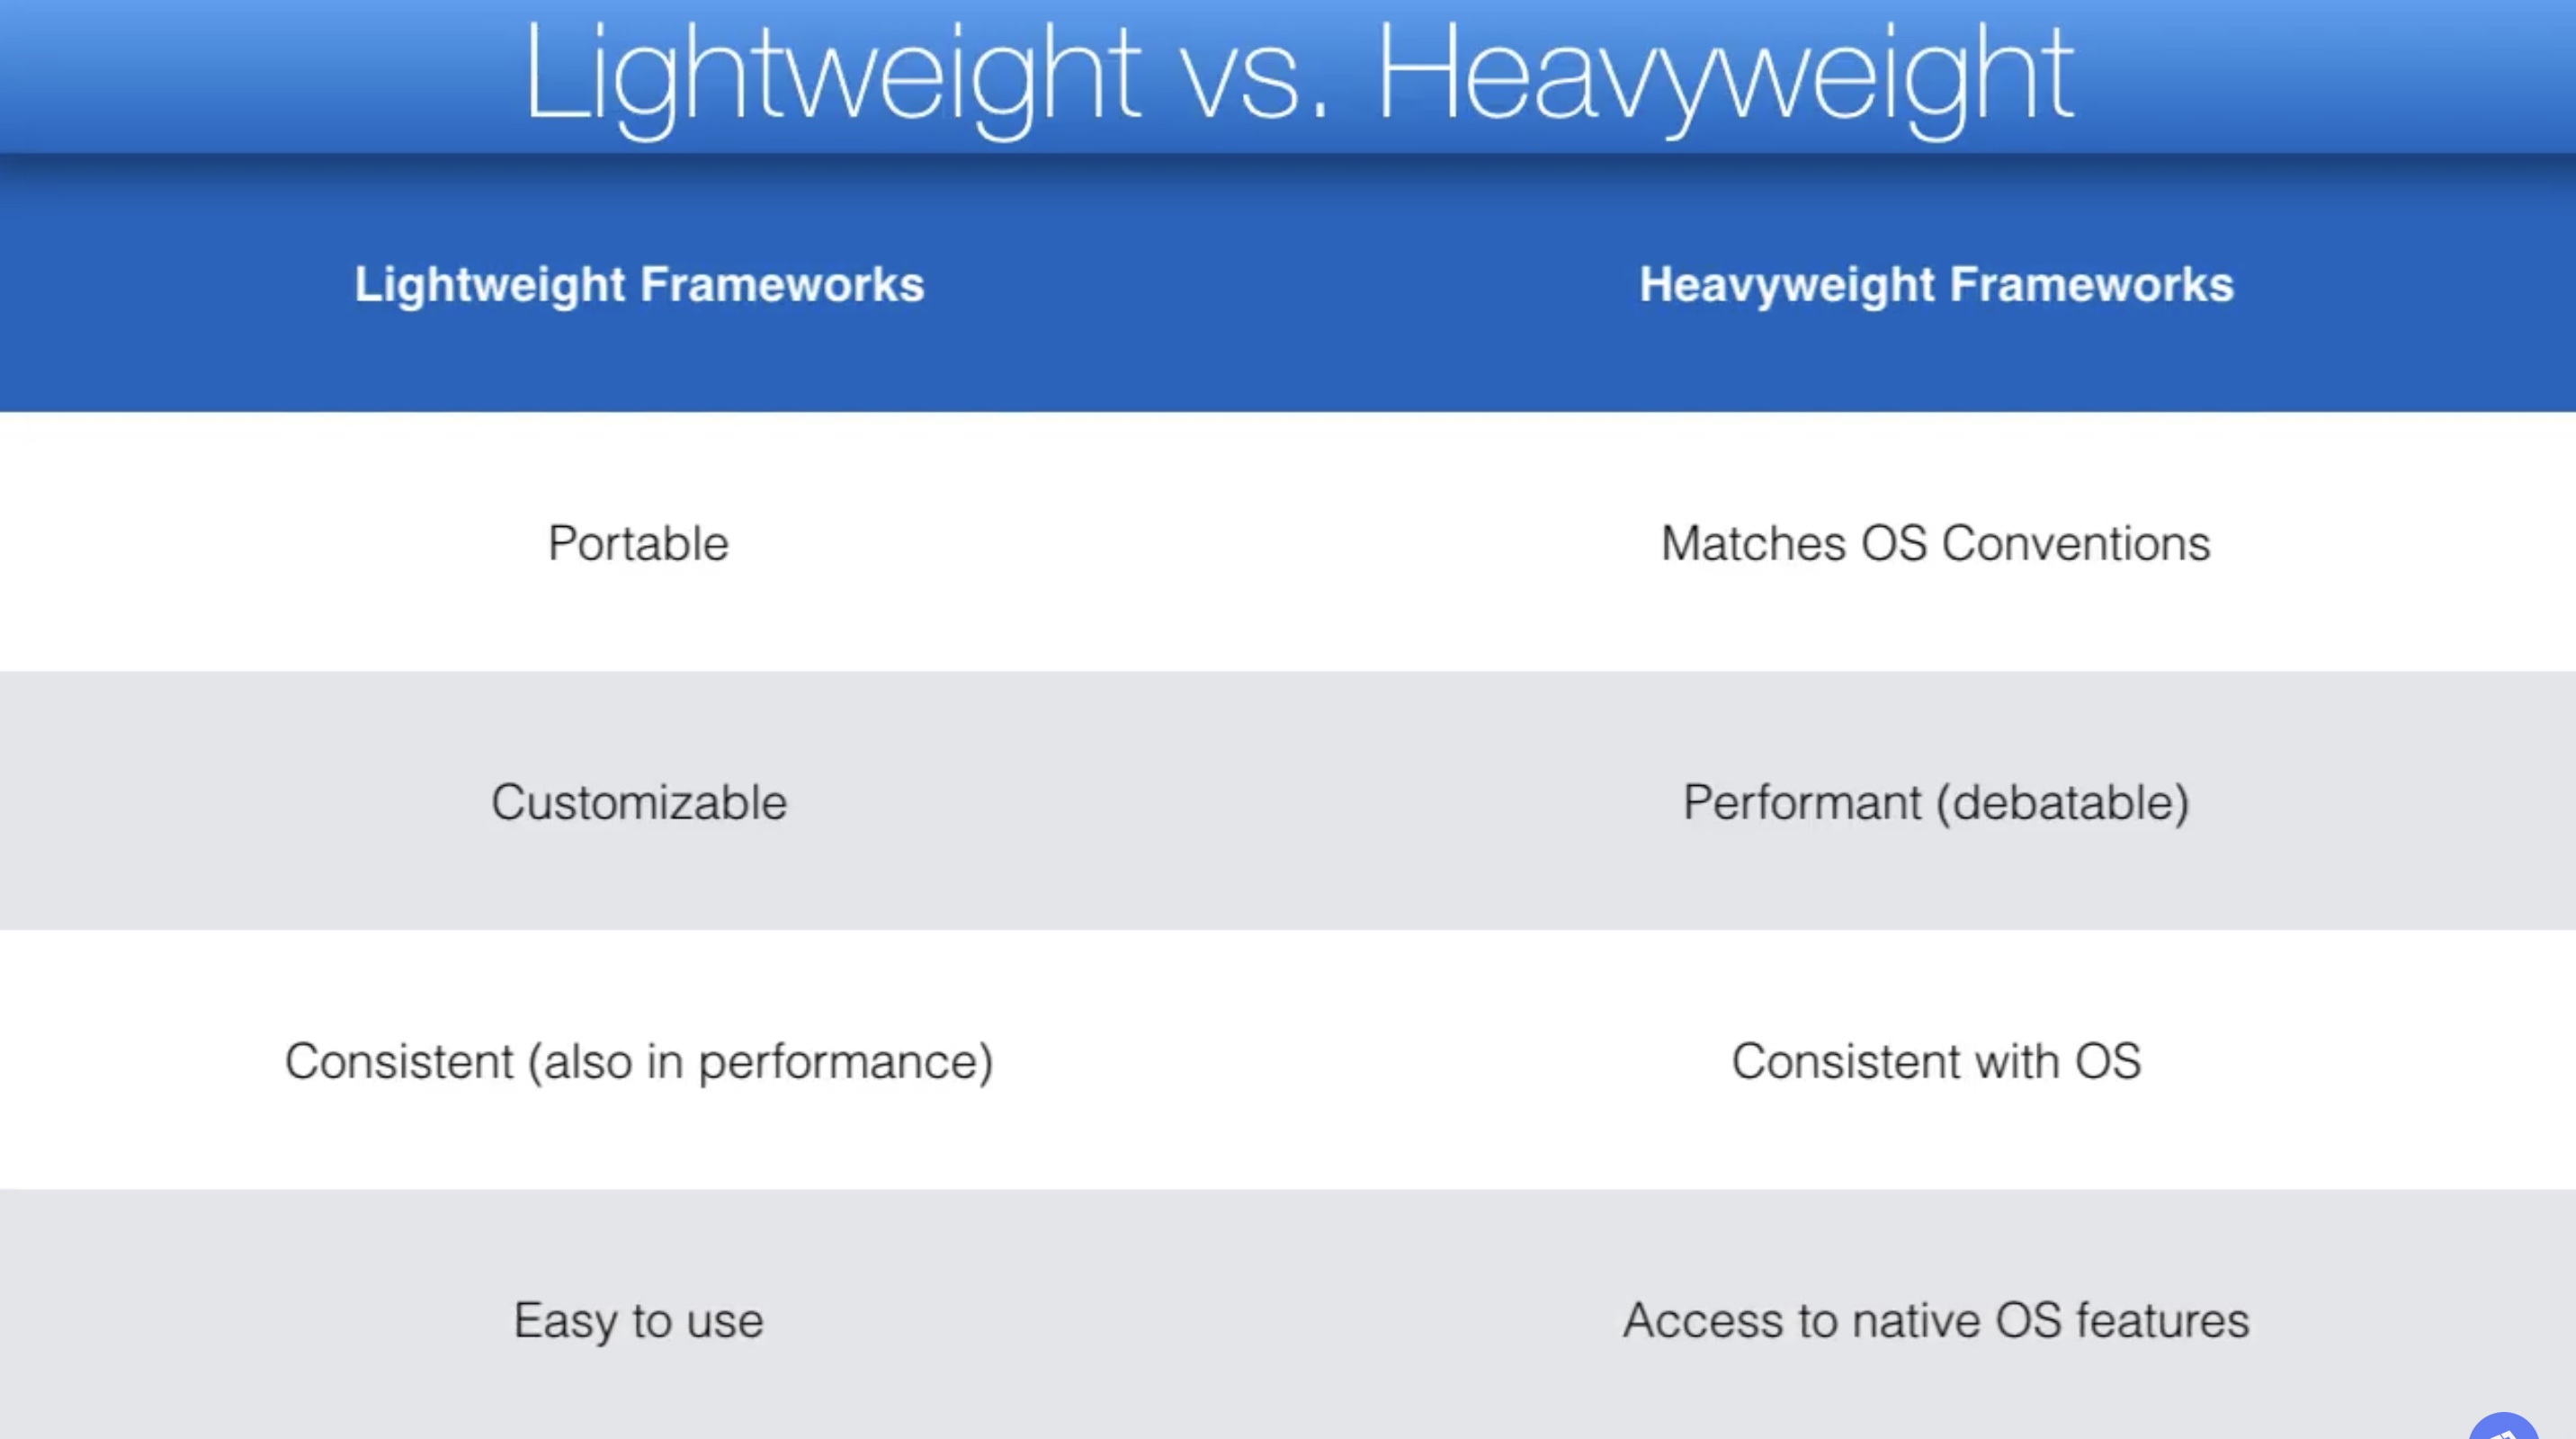 Lightweight vs. Heavyweight
Lightweight Frameworks
Heavyweight Frameworks
Portable
Matches OS Conventions
Customizable
Performant (debatable)
Consistent (also in performance)
Consistent with OS
Easy to use
Access to native OS features